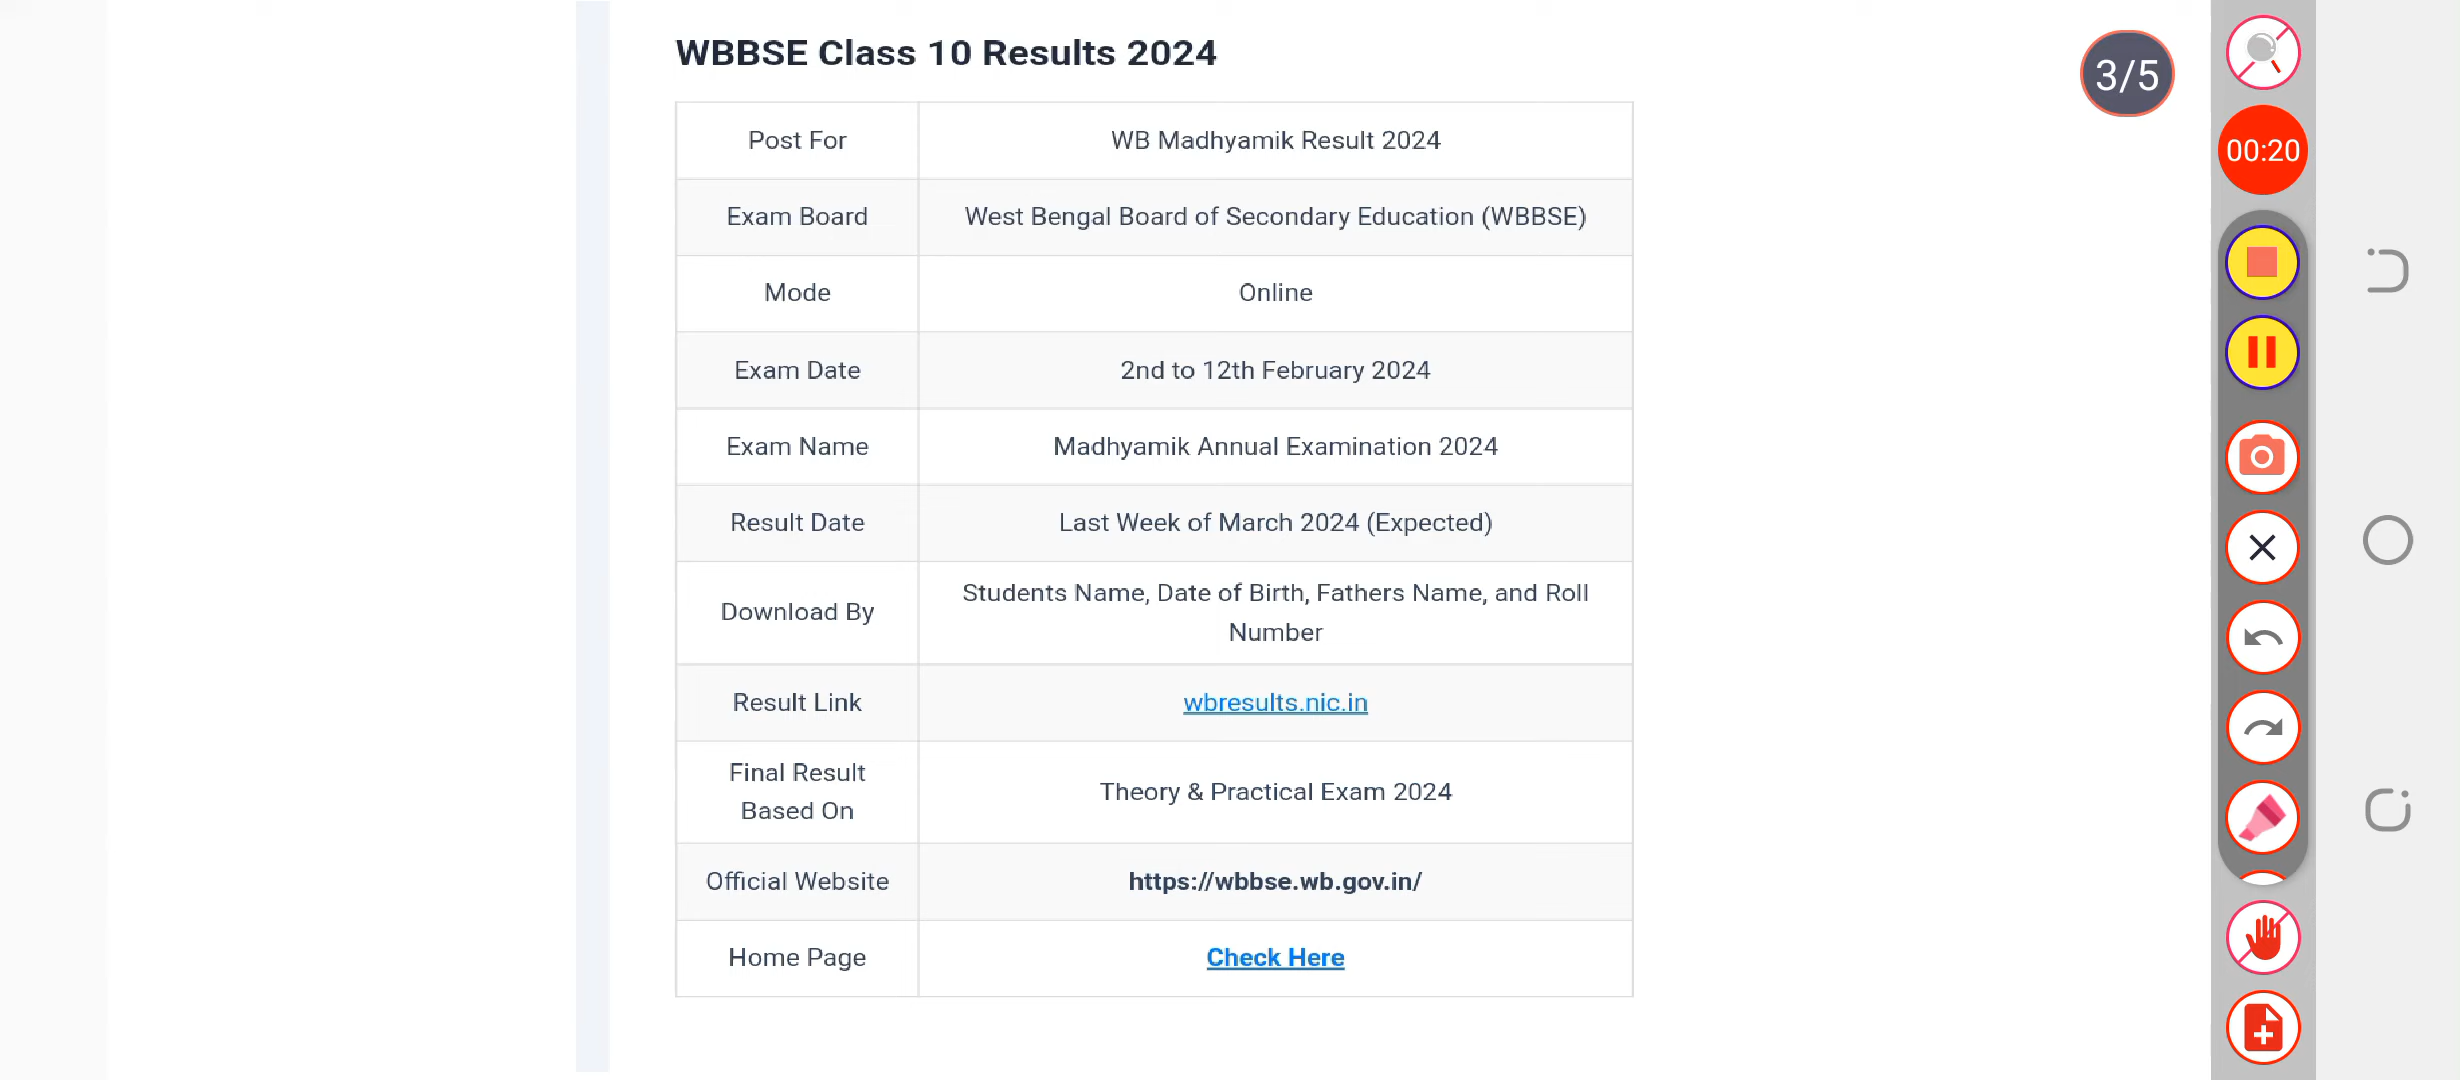 WBBSE Class 10 Results 2024
3/5
00:20
Post For WB Madhyamik Result 2024
Exam Board West Bengal Board of Secondary Education (WBBSE)
Mode Online
Exam Date 2nd to 12th February 2024
Exam Name Madhyamik Annual Examination 2024
Result Date Last Week of March 2024 (Expected)
Download By Students Name, Date of Birth, Fathers Name, and Roll
Number
Result Link wbresults.nic.in
Final Result
Based On Theory & Practical Exam 2024
Official Website https://wbbse.wb.gov.in/
Home Page Check Here